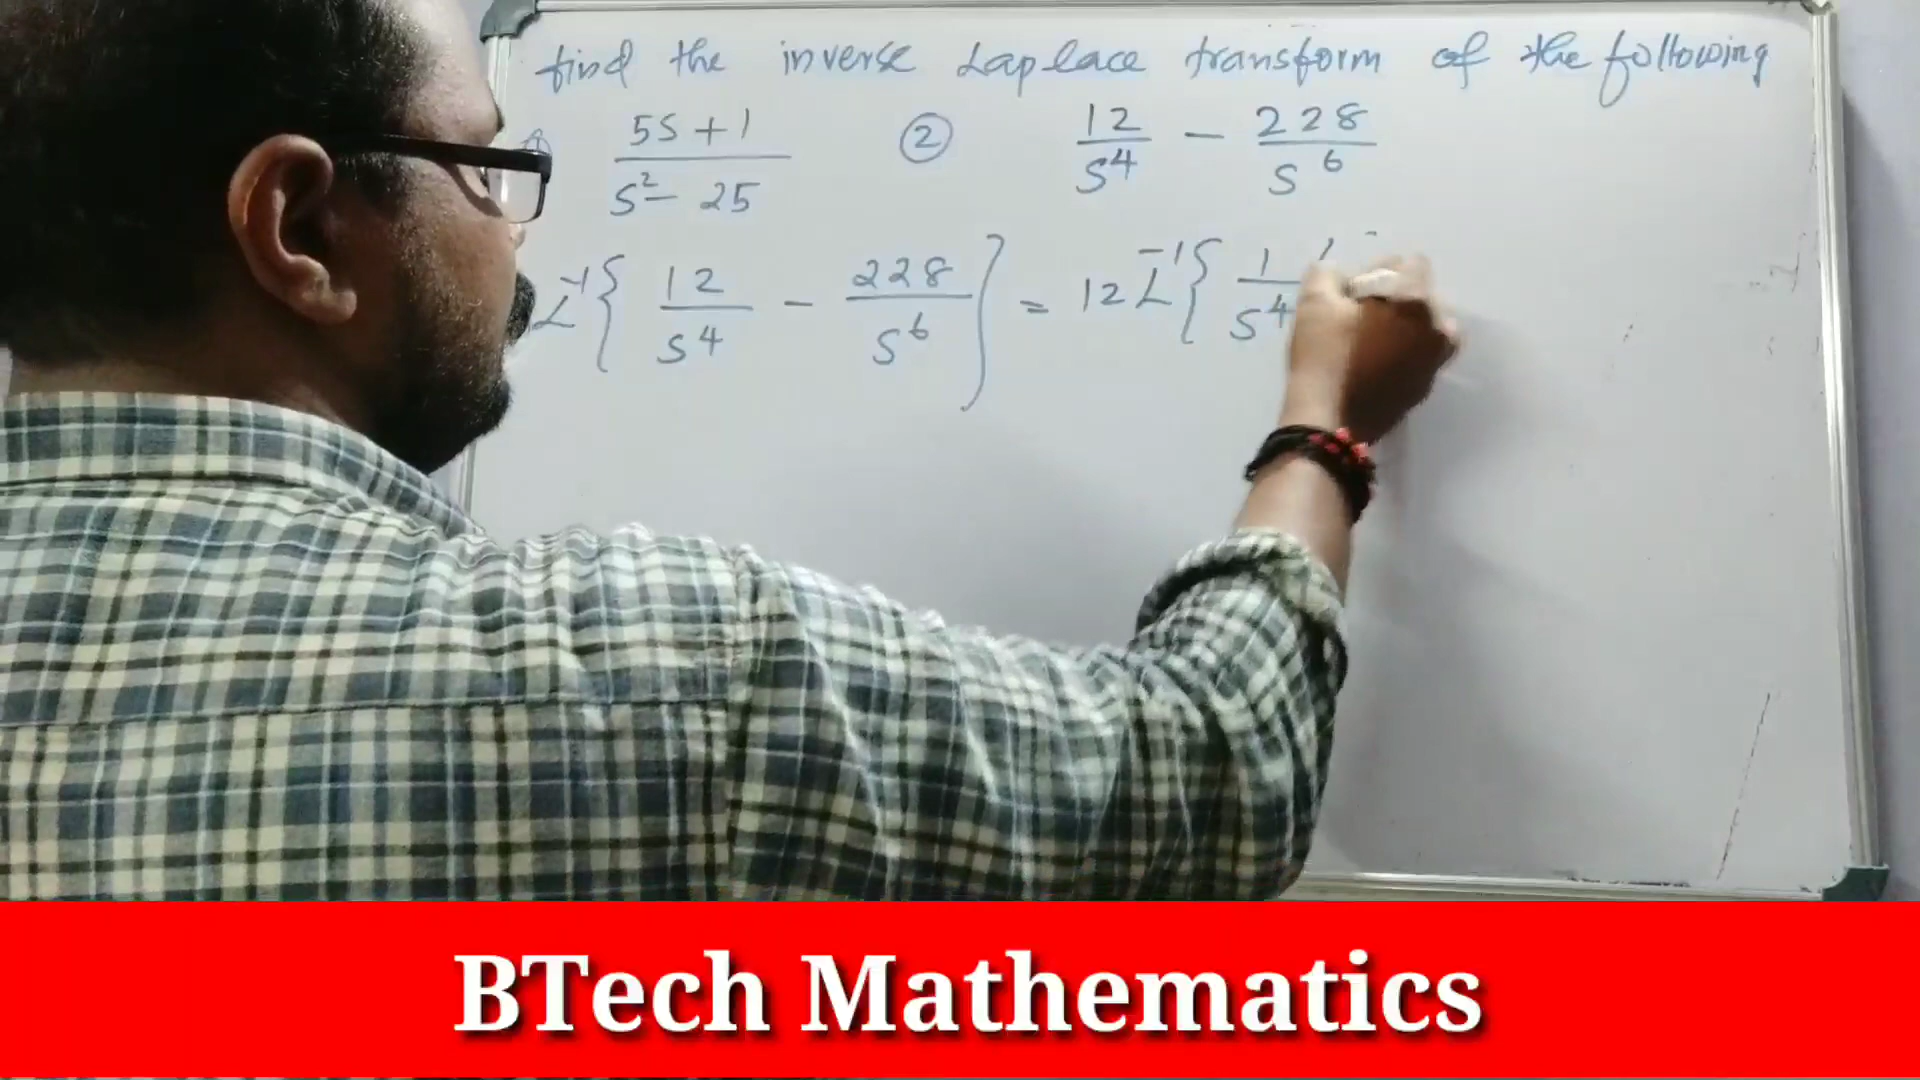 find the inverse Laplace transform of the following
5s + 1 / s² - 25 ② 12 / s⁴ - 228 / s⁶
L⁻¹{ 12 / s⁴ - 228 / s⁶ } = 12 L⁻¹{ 1 / s⁴
BTech Mathematics